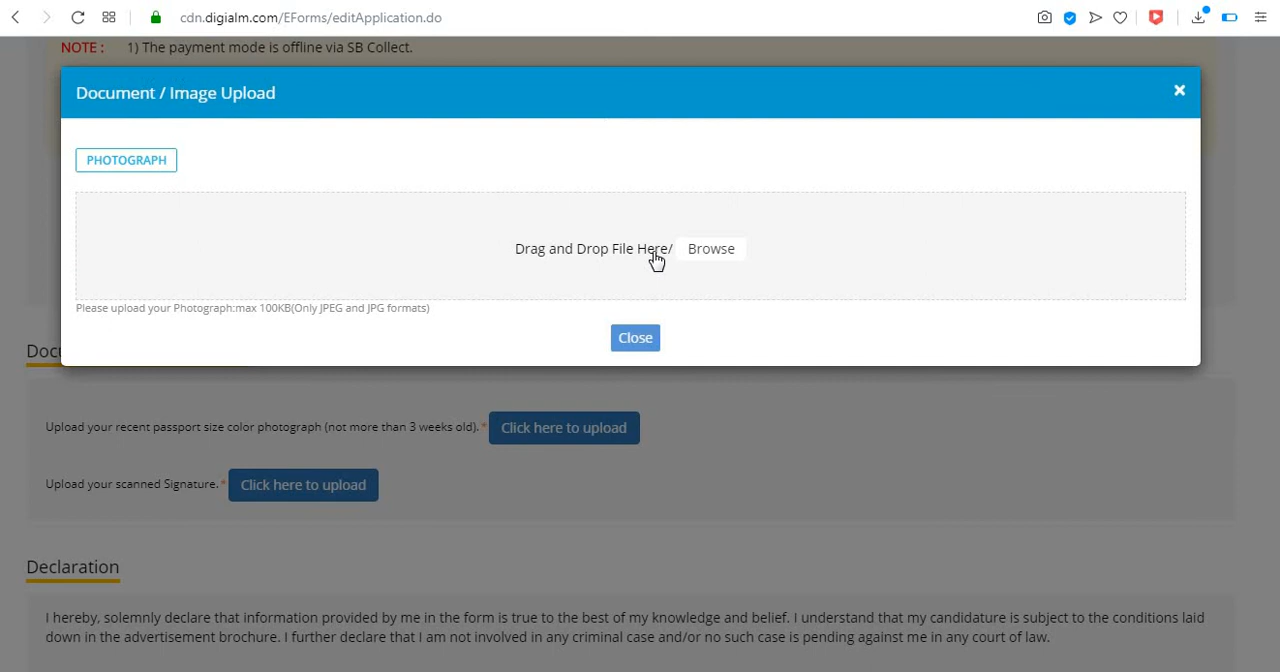 cdn.digialm.com/EForms/editApplication.do
NOTE : 1) The payment mode is offline via SB Collect.
Document / Image Upload
×
PHOTOGRAPH
Drag and Drop File Here/ Browse
Please upload your Photograph:max 100KB(Only JPEG and JPG formats)
Close
Upload your recent passport size color photograph (not more than 3 weeks old).* Click here to upload
Upload your scanned Signature.* Click here to upload
Declaration
I hereby, solemnly declare that information provided by me in the form is true to the best of my knowledge and belief. I understand that my candidature is subject to the conditions laid
down in the advertisement brochure. I further declare that I am not involved in any criminal case and/or no such case is pending against me in any court of law.